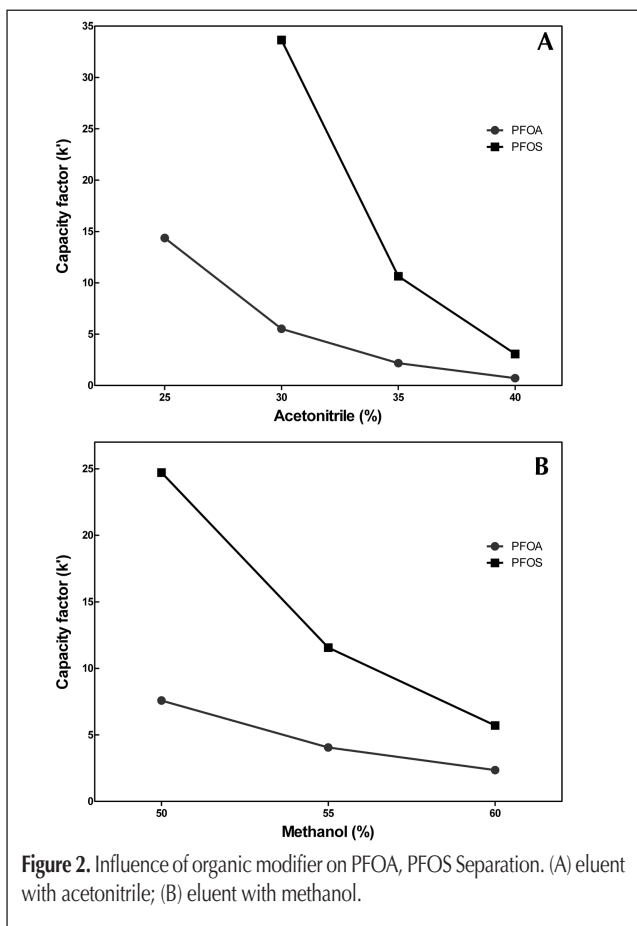 A
35
30
25
20
15
10
5
0
Capacity factor (k')
PFOA
PFOS
25 30 35 40
Acetonitrile (%)
B
25
20
15
10
5
0
Capacity factor (k')
PFOA
PFOS
50 55 60
Methanol (%)
Figure 2. Influence of organic modifier on PFOA, PFOS Separation. (A) eluent
with acetonitrile; (B) eluent with methanol.